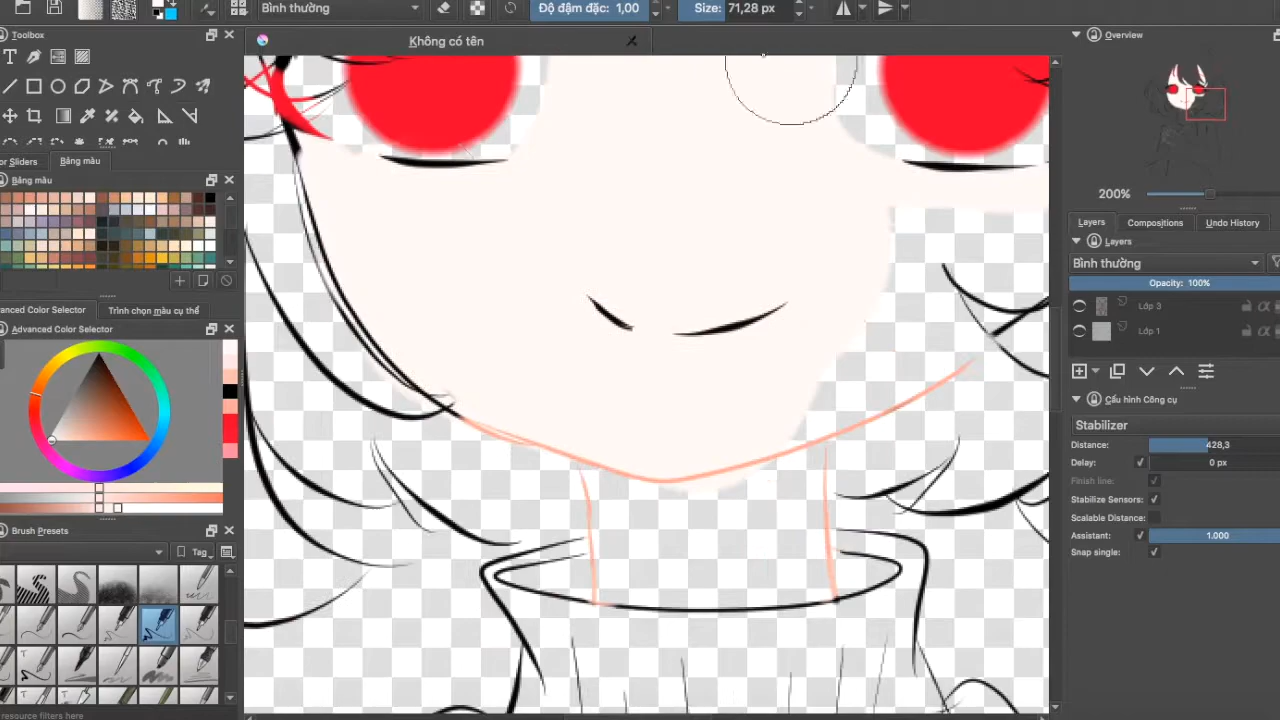 Bình thường
Độ đậm đặc: 1,00
Size: 71,28 px
Toolbox
Không có tên
Overview
or Sliders
Bảng màu
Bảng màu
200%
Layers
Compositions
Undo History
Layers
Bình thường
Opacity: 100%
Lớp 3
Lớp 1
anced Color Selector
Trình chọn màu cụ thể
Advanced Color Selector
Cấu hình Công cụ
Stabilizer
Distance:
428,3
Delay:
0 px
Finish line:
Stabilize Sensors:
Scalable Distance:
Assistant:
1.000
Snap single:
Brush Presets
Tag
resource filters here